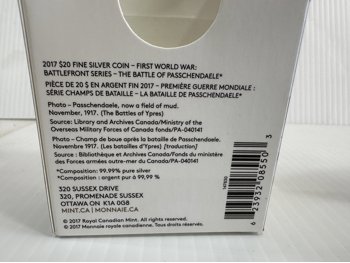 2017 $20 FINE SILVER COIN – FIRST WORLD WAR:
BATTLEFRONT SERIES – THE BATTLE OF PASSCHENDAELE*
PIÈCE DE 20 $ EN ARGENT FIN 2017 – PREMIÈRE GUERRE MONDIALE :
SÉRIE CHAMPS DE BATAILLE – LA BATAILLE DE PASSCHENDAELE*
Photo – Passchendaele, now a field of mud.
November, 1917. (The Battles of Ypres)
Source : Library and Archives Canada/Ministry of the
Overseas Military Forces of Canada fonds/PA-040141
Photo – Champ de boue après la bataille de Passchendaele.
Novembre 1917. (Les batailles d'Ypres) [traduction]
Source : Bibliothèque et Archives Canada/Fonds du ministère
des Forces armées outre-mer du Canada/PA-040141
*Composition: 99.99% pure silver
*Composition : argent pur à 99,99 %
320 SUSSEX DRIVE
320, PROMENADE SUSSEX
OTTAWA ON K1A 0G8
MINT.CA | MONNAIE.CA
© 2017 Royal Canadian Mint. All rights reserved.
© 2017 Monnaie royale canadienne. Tous droits réservés.
6 23932 08550 3